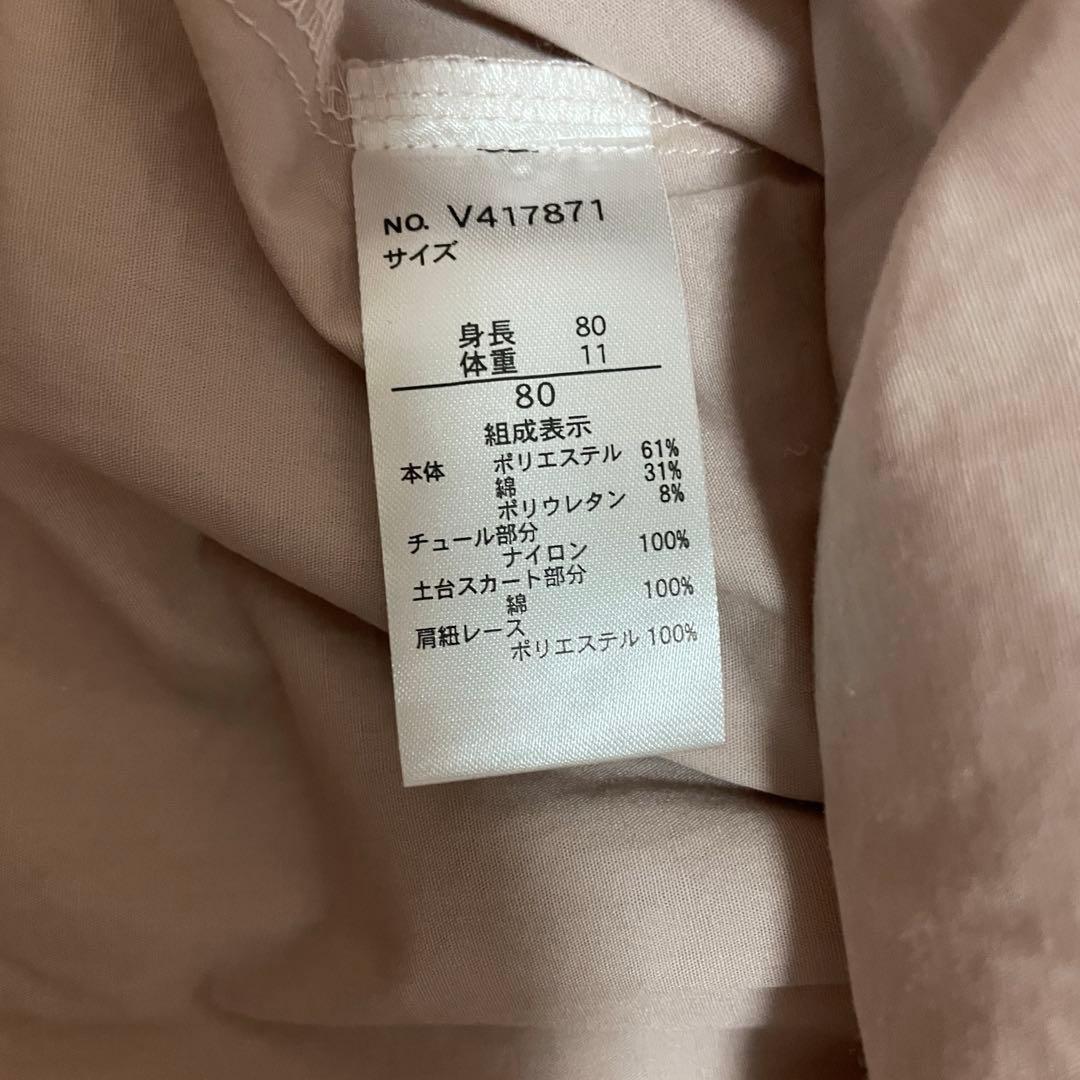 NO. V417871
サイズ
身長 80
体重 11
80
組成表示
本体 ポリエステル 61%
綿 31%
ポリウレタン 8%
チュール部分
ナイロン 100%
土台スカート部分
綿 100%
肩紐レース
ポリエステル 100%